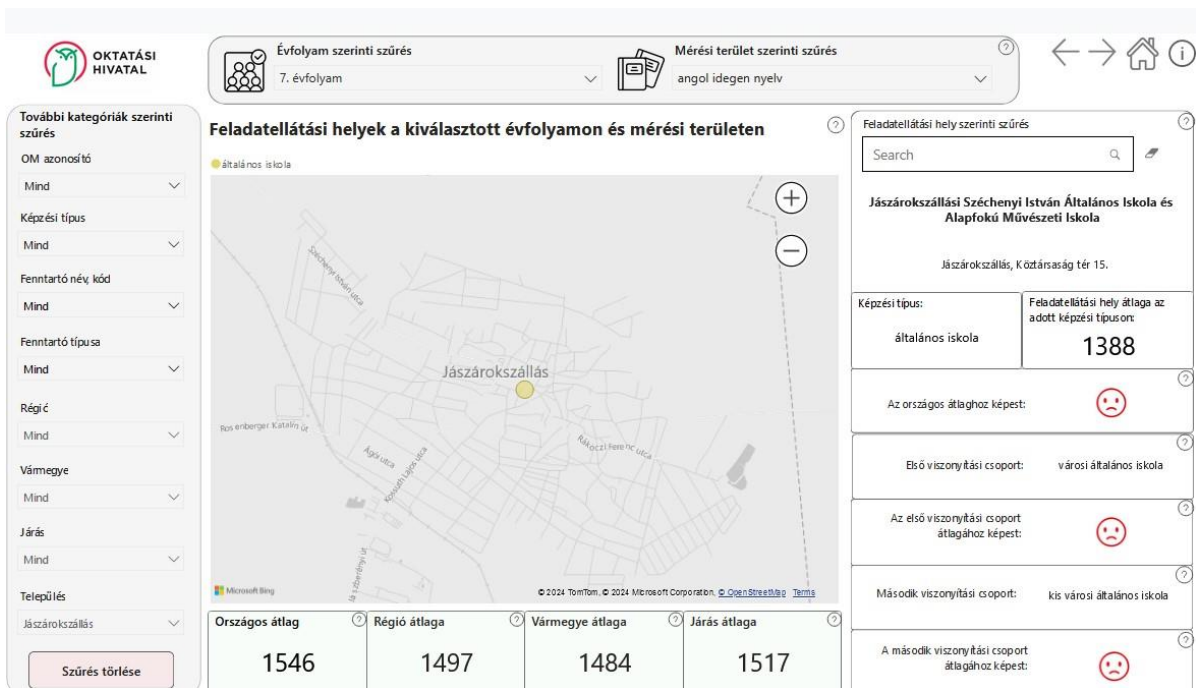 OKTATÁSI
HIVATAL
Évfolyam szerinti szűrés
7. évfolyam
Mérési terület szerinti szűrés
angol idegen nyelv
További kategóriák szerinti
szűrés
OM azonosító
Mind
Képzési típus
Mind
Fenntartó név, kód
Mind
Fenntartó típusa
Mind
Régió
Mind
Vármegye
Mind
Járás
Mind
Település
Jászárokszállás
Szűrés törlése
Feladatellátási helyek a kiválasztott évfolyamon és mérési területen
általános iskola
Széchenyi István utca
Jászárokszállás
Rosenberger Katalin út
Ágói utca
Kossuth Lajos utca
Rákóczi Ferenc utca
Jászberényi út
Microsoft Bing
© 2024 TomTom, © 2024 Microsoft Corporation, © OpenStreetMap Terms
Országos átlag
1546
Régió átlaga
1497
Vármegye átlaga
1484
Járás átlaga
1517
Feladatellátási hely szerinti szűrés
Search
Jászárokszállási Széchenyi István Általános Iskola és
Alapfokú Művészeti Iskola
Jászárokszállás, Köztársaság tér 15.
Képzési típus:
általános iskola
Feladatellátási hely átlaga az
adott képzési típuson:
1388
Az országos átlaghoz képest:
Első viszonyítási csoport:
városi általános iskola
Az első viszonyítási csoport
átlagához képest:
Második viszonyítási csoport:
kis városi általános iskola
A második viszonyítási csoport
átlagához képest: